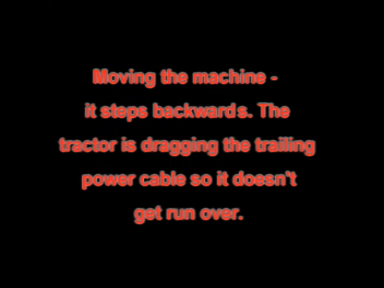 Moving the machine -
it steps backwards. The
tractor is dragging the trailing
power cable so it doesn't
get run over.